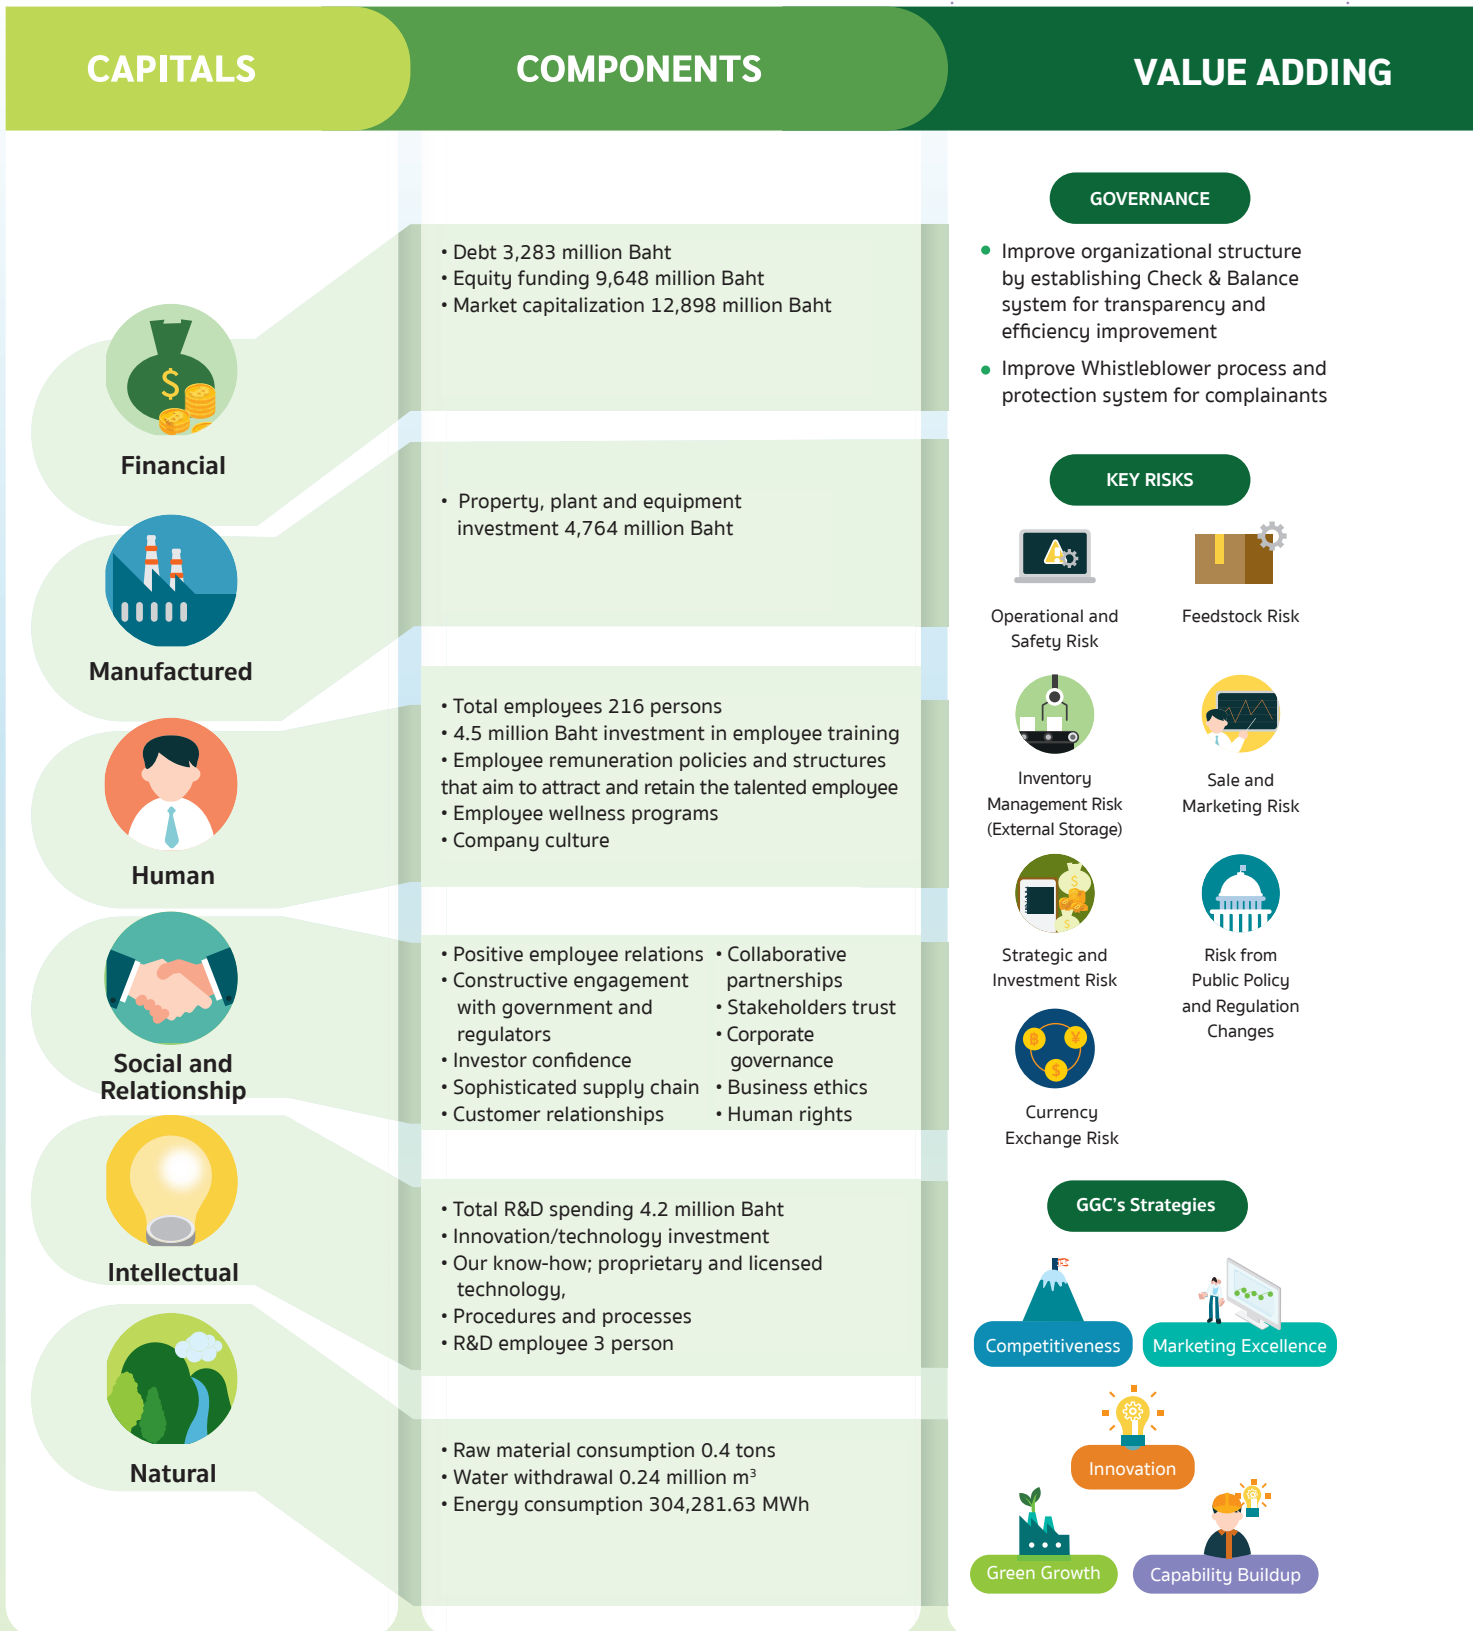 CAPITALS
COMPONENTS
VALUE ADDING
Financial
Manufactured
Human
Social and
Relationship
Intellectual
Natural
• Debt 3,283 million Baht
• Equity funding 9,648 million Baht
• Market capitalization 12,898 million Baht
• Property, plant and equipment
investment 4,764 million Baht
• Total employees 216 persons
• 4.5 million Baht investment in employee training
• Employee remuneration policies and structures
that aim to attract and retain the talented employee
• Employee wellness programs
• Company culture
• Positive employee relations
• Constructive engagement
with government and
regulators
• Investor confidence
• Sophisticated supply chain
• Customer relationships
• Collaborative
partnerships
• Stakeholders trust
• Corporate
governance
• Business ethics
• Human rights
• Total R&D spending 4.2 million Baht
• Innovation/technology investment
• Our know-how; proprietary and licensed
technology,
• Procedures and processes
• R&D employee 3 person
• Raw material consumption 0.4 tons
• Water withdrawal 0.24 million m³
• Energy consumption 304,281.63 MWh
GOVERNANCE
• Improve organizational structure
by establishing Check & Balance
system for transparency and
efficiency improvement
• Improve Whistleblower process and
protection system for complainants
KEY RISKS
Operational and
Safety Risk
Feedstock Risk
Inventory
Management Risk
(External Storage)
Sale and
Marketing Risk
Strategic and
Investment Risk
Risk from
Public Policy
and Regulation
Changes
Currency
Exchange Risk
GGC's Strategies
Competitiveness
Marketing Excellence
Innovation
Green Growth
Capability Buildup